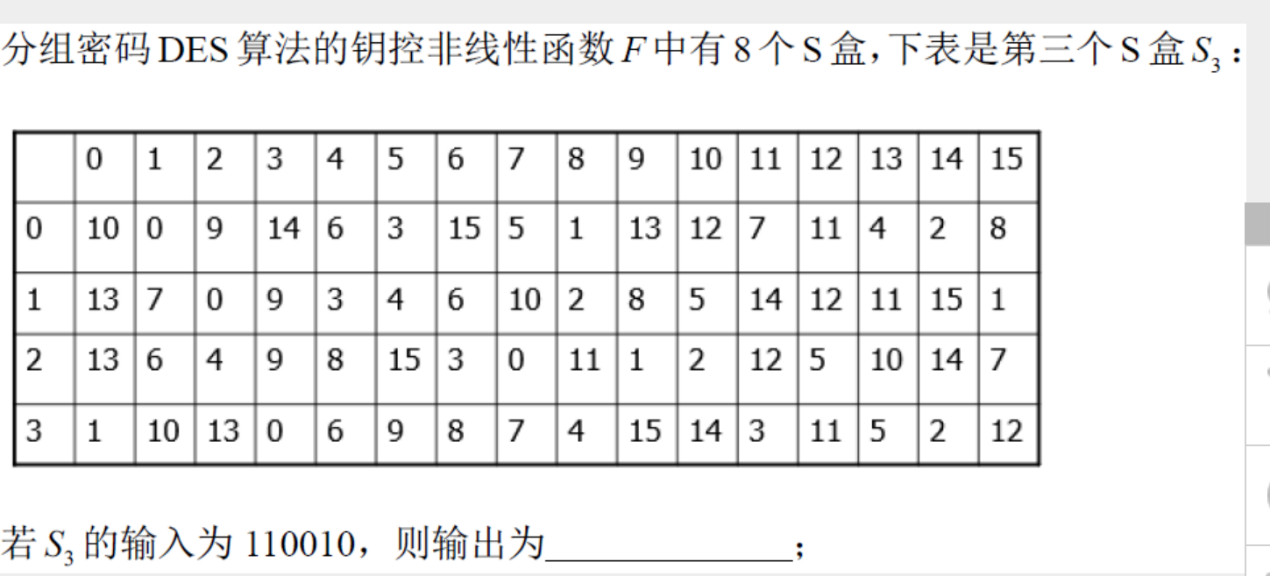 分组密码DES算法的钥控非线性函数F中有8个S盒,下表是第三个S盒S₃:
0 1 2 3 4 5 6 7 8 9 10 11 12 13 14 15
0 10 0 9 14 6 3 15 5 1 13 12 7 11 4 2 8
1 13 7 0 9 3 4 6 10 2 8 5 14 12 11 15 1
2 13 6 4 9 8 15 3 0 11 1 2 12 5 10 14 7
3 1 10 13 0 6 9 8 7 4 15 14 3 11 5 2 12
若S₃的输入为110010，则输出为______________;